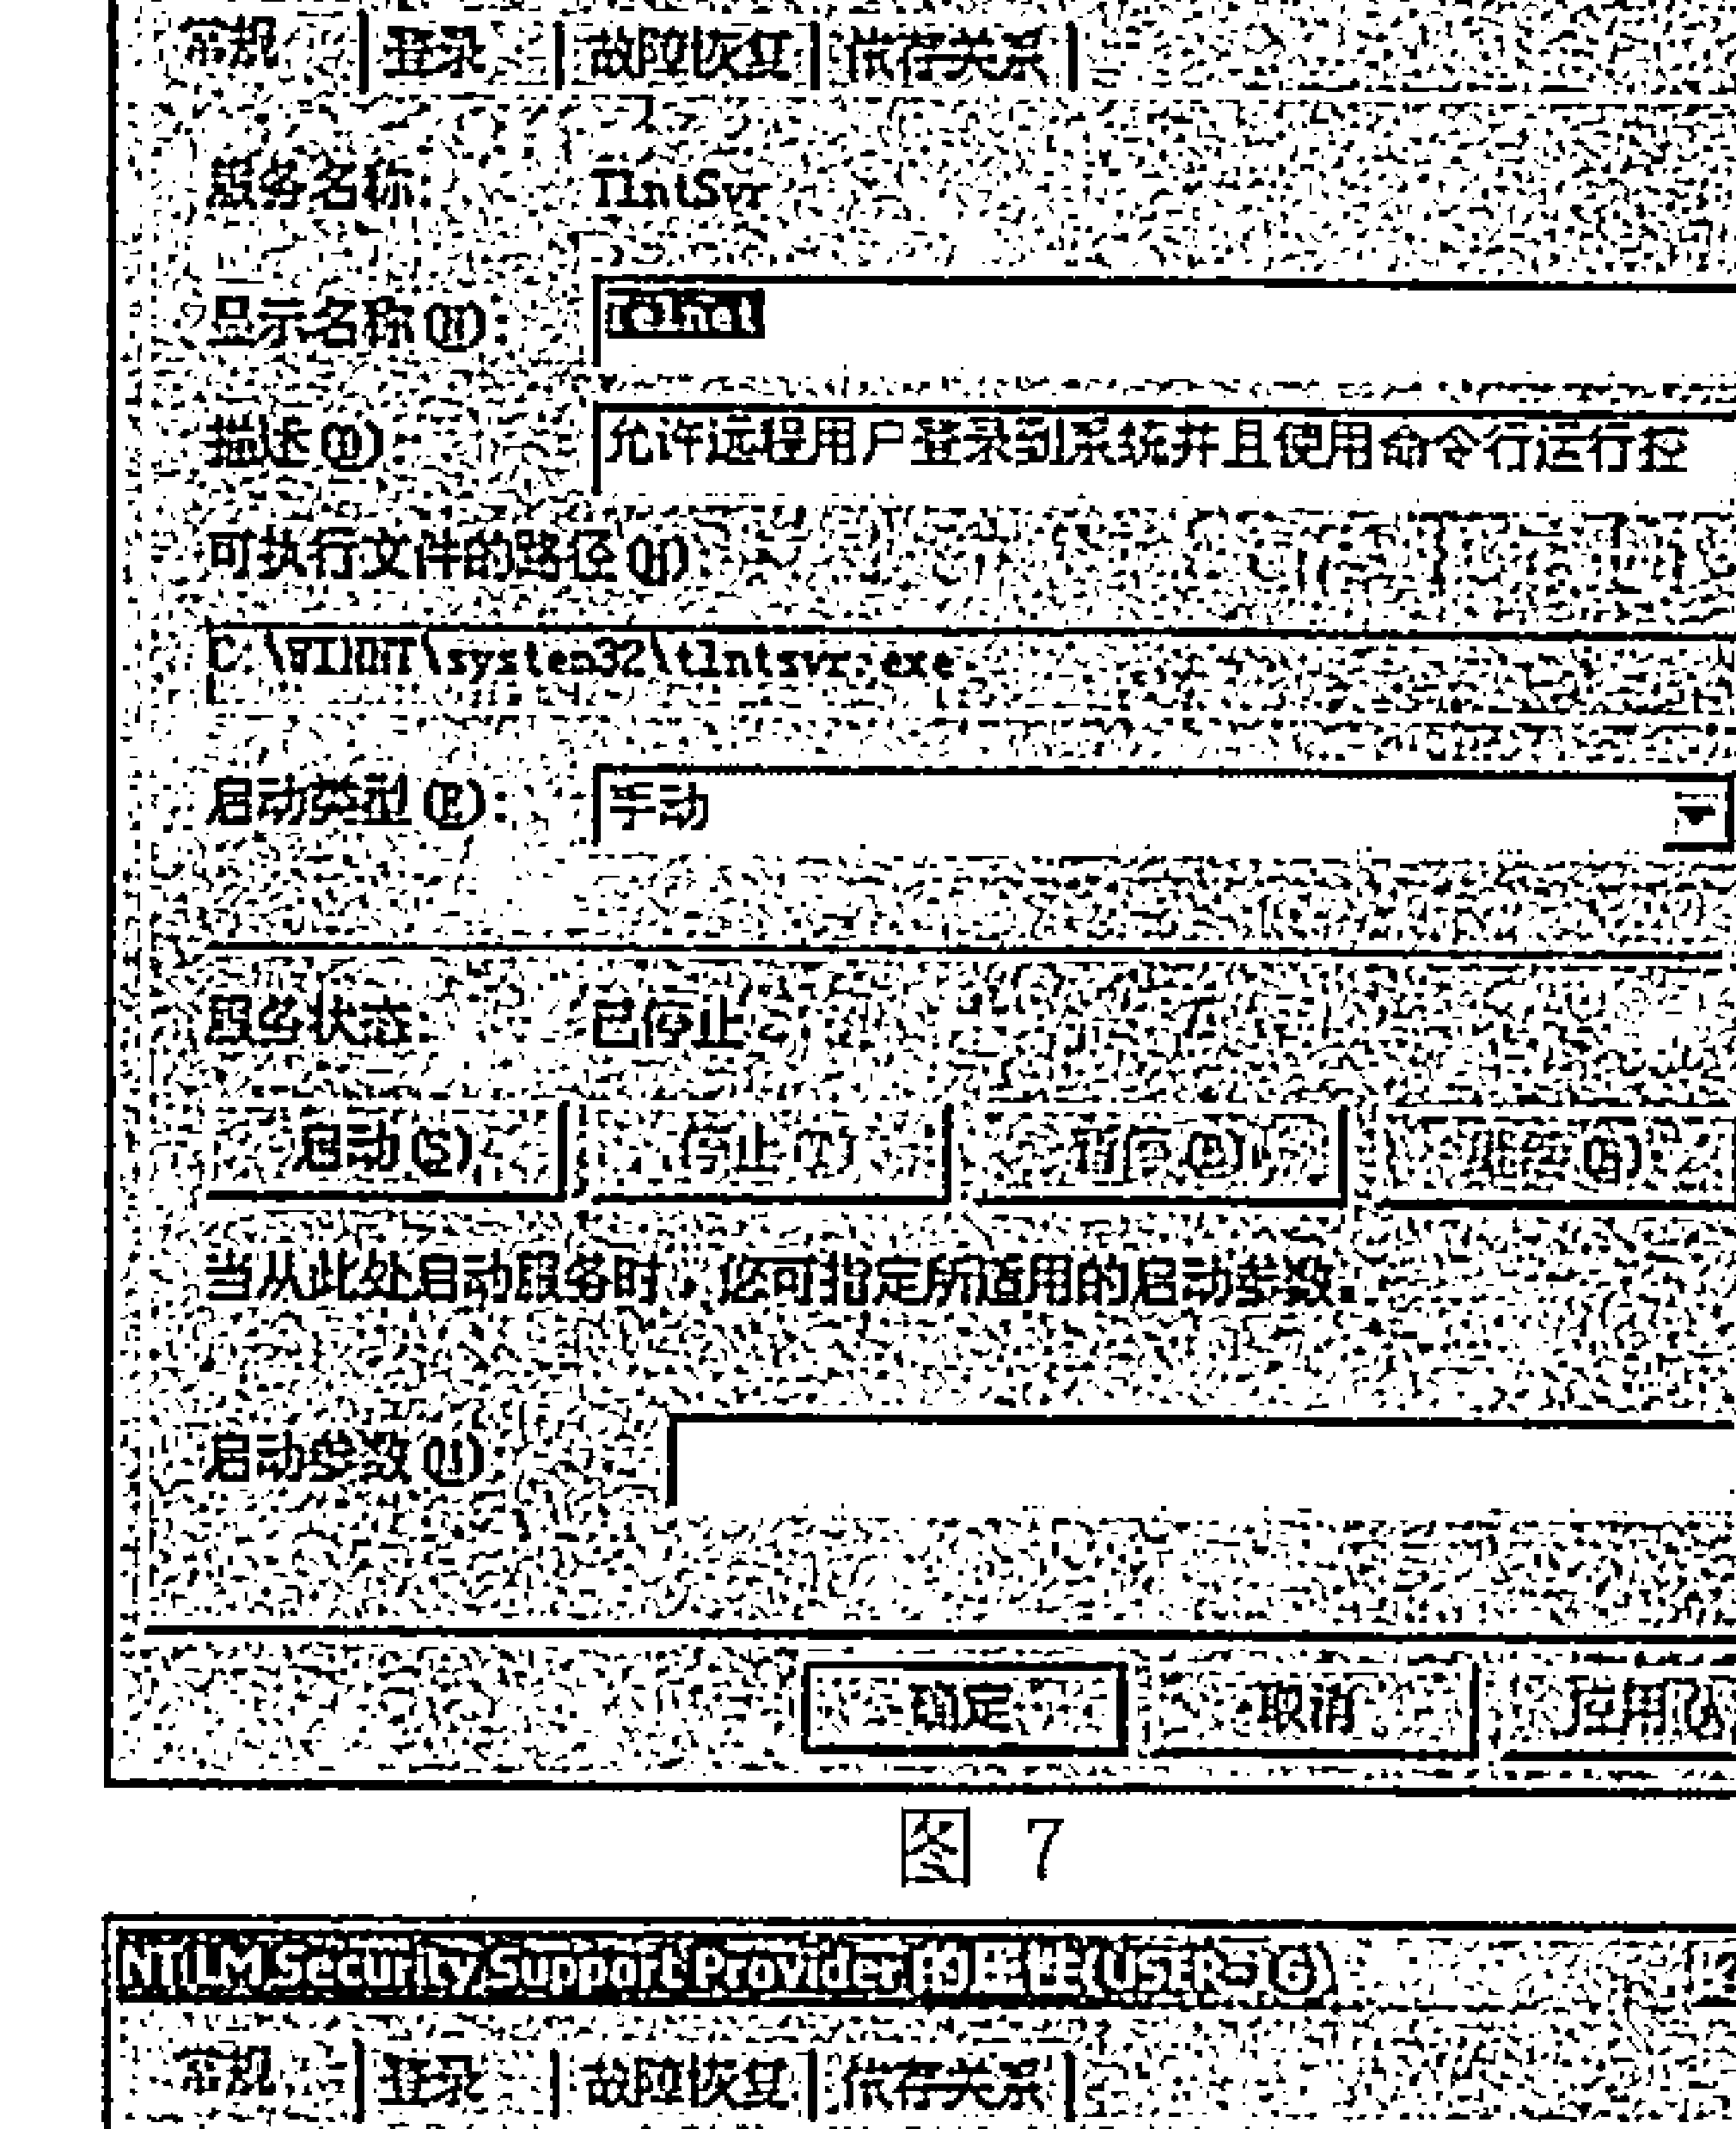 常规 登录 故障恢复 依存关系
服务名称: TlntSvr
显示名称(N): Telnet
描述(D): 允许远程用户登录到系统并且使用命令行运行控
可执行文件的路径(H)
C:\WINNT\system32\tlntsvr.exe
启动类型(E): 手动
服务状态: 已停止
启动(S) 停止(T) 暂停(P)
当从此处启动服务时,您可指定所适用的启动参数.
启动参数(M):
确定 取消 应用(A
图 7
NTLM Security Support Provider 的属性(USER-
常规 登录 故障恢复 依存关系